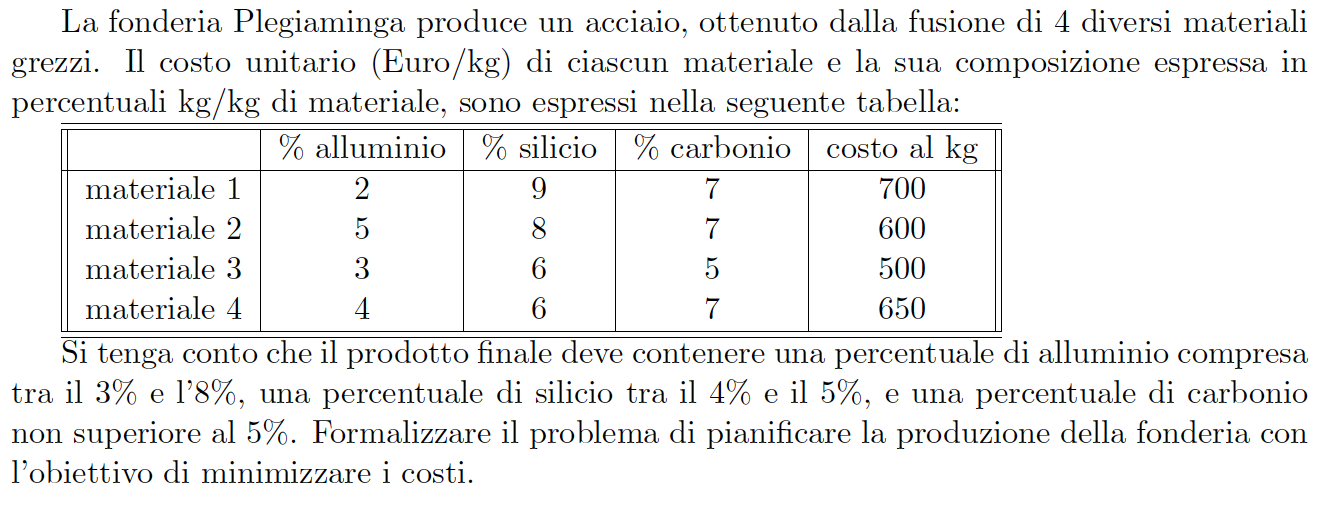 La fonderia Plegiaminga produce un acciaio, ottenuto dalla fusione di 4 diversi materiali
grezzi. Il costo unitario (Euro/kg) di ciascun materiale e la sua composizione espressa in
percentuali kg/kg di materiale, sono espressi nella seguente tabella:
% alluminio % silicio % carbonio costo al kg
materiale 1 2 9 7 700
materiale 2 5 8 7 600
materiale 3 3 6 5 500
materiale 4 4 6 7 650
Si tenga conto che il prodotto finale deve contenere una percentuale di alluminio compresa
tra il 3% e l'8%, una percentuale di silicio tra il 4% e il 5%, e una percentuale di carbonio
non superiore al 5%. Formalizzare il problema di pianificare la produzione della fonderia con
l'obiettivo di minimizzare i costi.